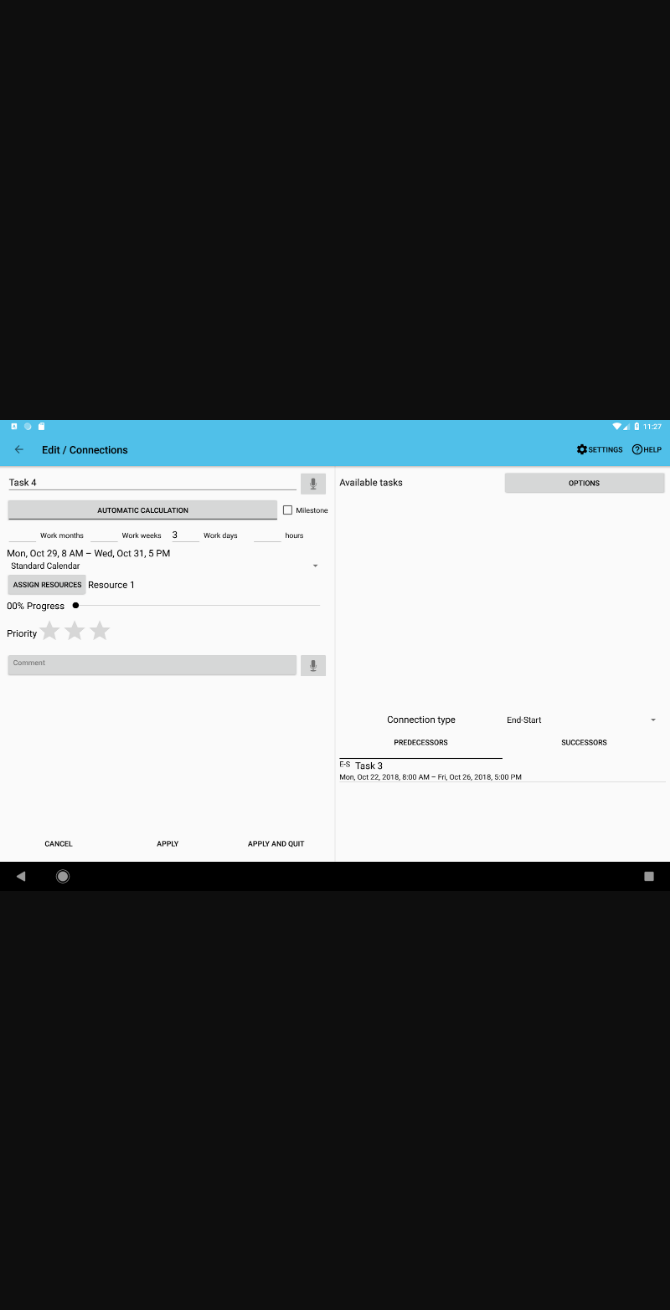 11:27
Edit / Connections
SETTINGS
HELP
Task 4
AUTOMATIC CALCULATION
Milestone
Work months
Work weeks
3
Work days
hours
Mon, Oct 29, 8 AM – Wed, Oct 31, 5 PM
Standard Calendar
ASSIGN RESOURCES
Resource 1
00% Progress
Priority
Comment
CANCEL
APPLY
APPLY AND QUIT
Available tasks
OPTIONS
Connection type
End-Start
PREDECESSORS
SUCCESSORS
E-S Task 3
Mon, Oct 22, 2018, 8:00 AM – Fri, Oct 26, 2018, 5:00 PM